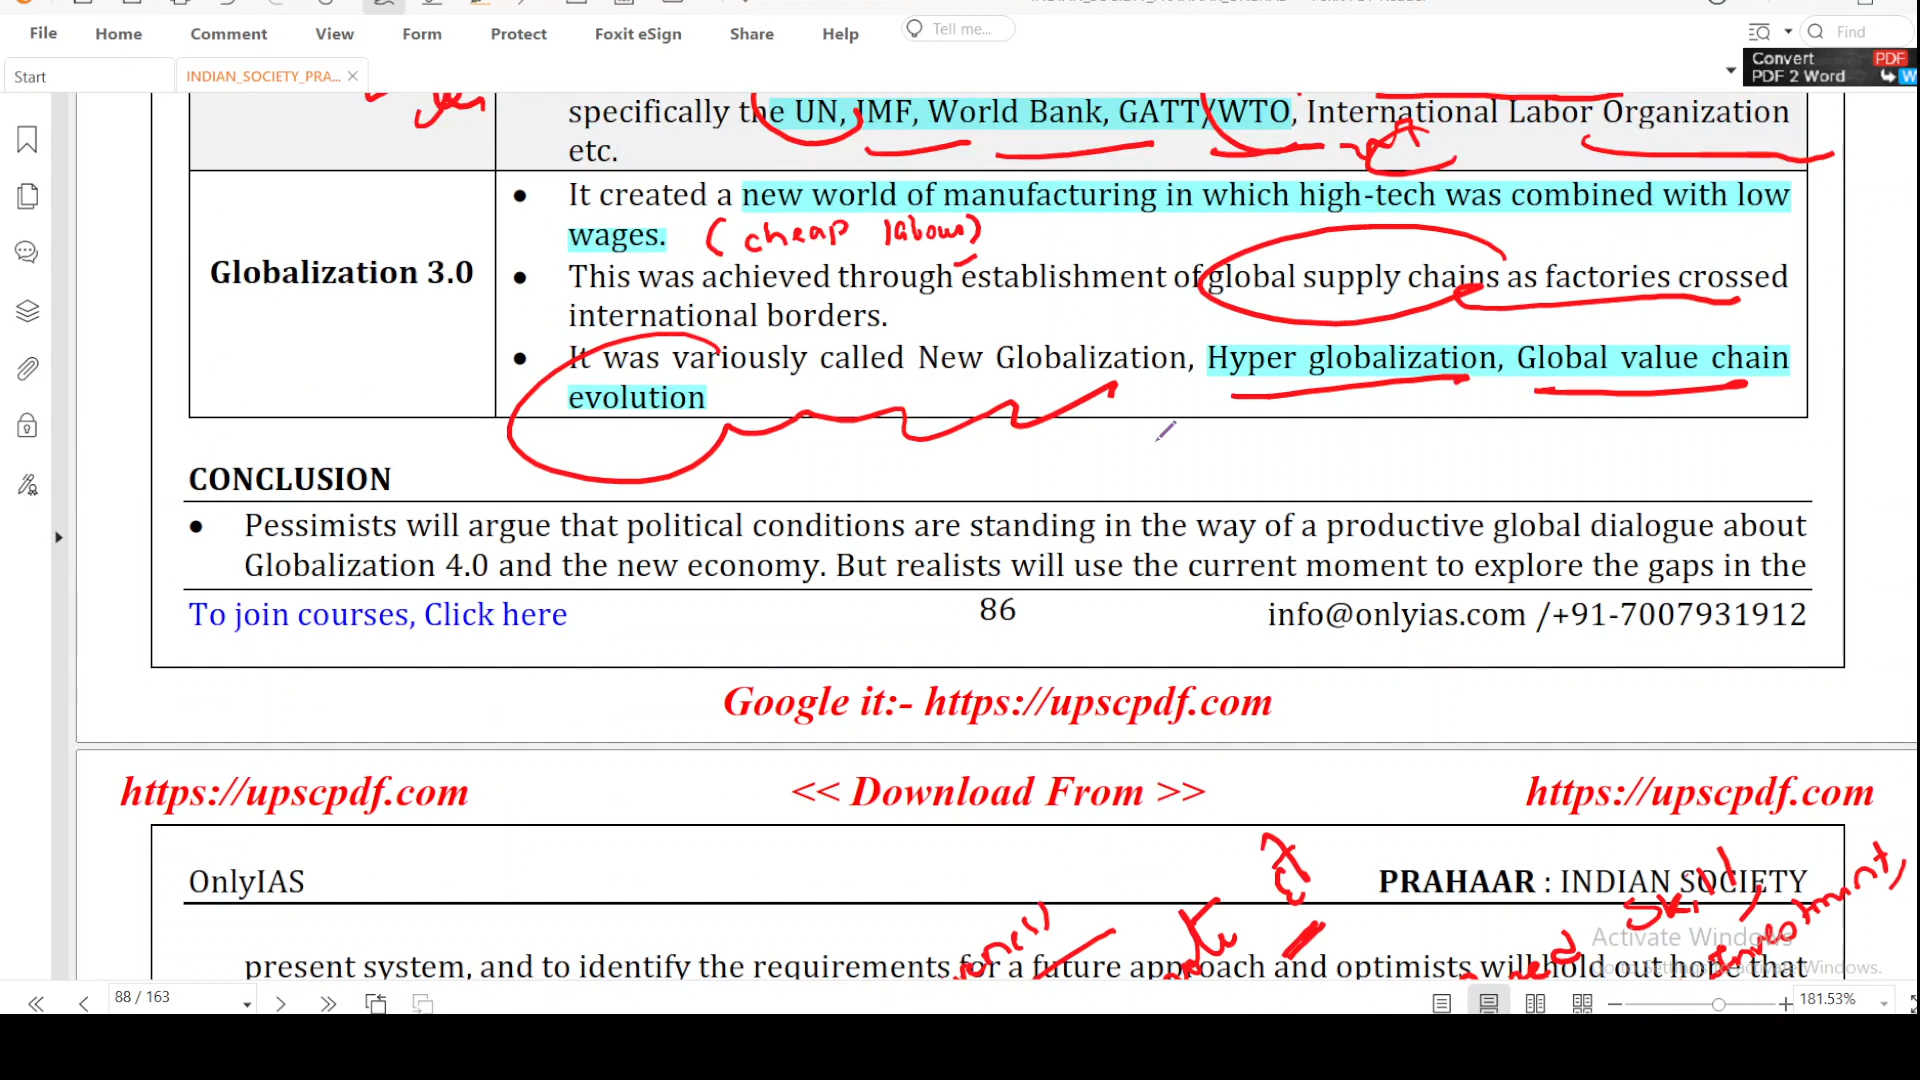 File Home Comment View Form Protect Foxit eSign Share Help Tell me... Find
Start INDIAN_SOCIETY_PRA...
Convert PDF
PDF 2 Word W
specifically the UN, IMF, World Bank, GATT/WTO, International Labor Organization
etc.
Globalization 3.0
• It created a new world of manufacturing in which high-tech was combined with low
wages. (cheap labour)
• This was achieved through establishment of global supply chains as factories crossed
international borders.
• It was variously called New Globalization, Hyper globalization, Global value chain
evolution
CONCLUSION
• Pessimists will argue that political conditions are standing in the way of a productive global dialogue about
Globalization 4.0 and the new economy. But realists will use the current moment to explore the gaps in the
To join courses, Click here 86 info@onlyias.com /+91-7007931912
Google it:- https://upscpdf.com
https://upscpdf.com << Download From >> https://upscpdf.com
OnlyIAS PRAHAAR : INDIAN SOCIETY
Skill, Investment,
Activate Windows
present system, and to identify the requirements for a future approach and optimists will hold out hope that
88 / 163 181.53%